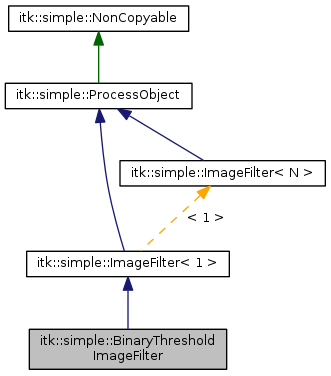 itk::simple::NonCopyable
itk::simple::ProcessObject
itk::simple::ImageFilter< N >
< 1 >
itk::simple::ImageFilter< 1 >
itk::simple::BinaryThreshold
ImageFilter